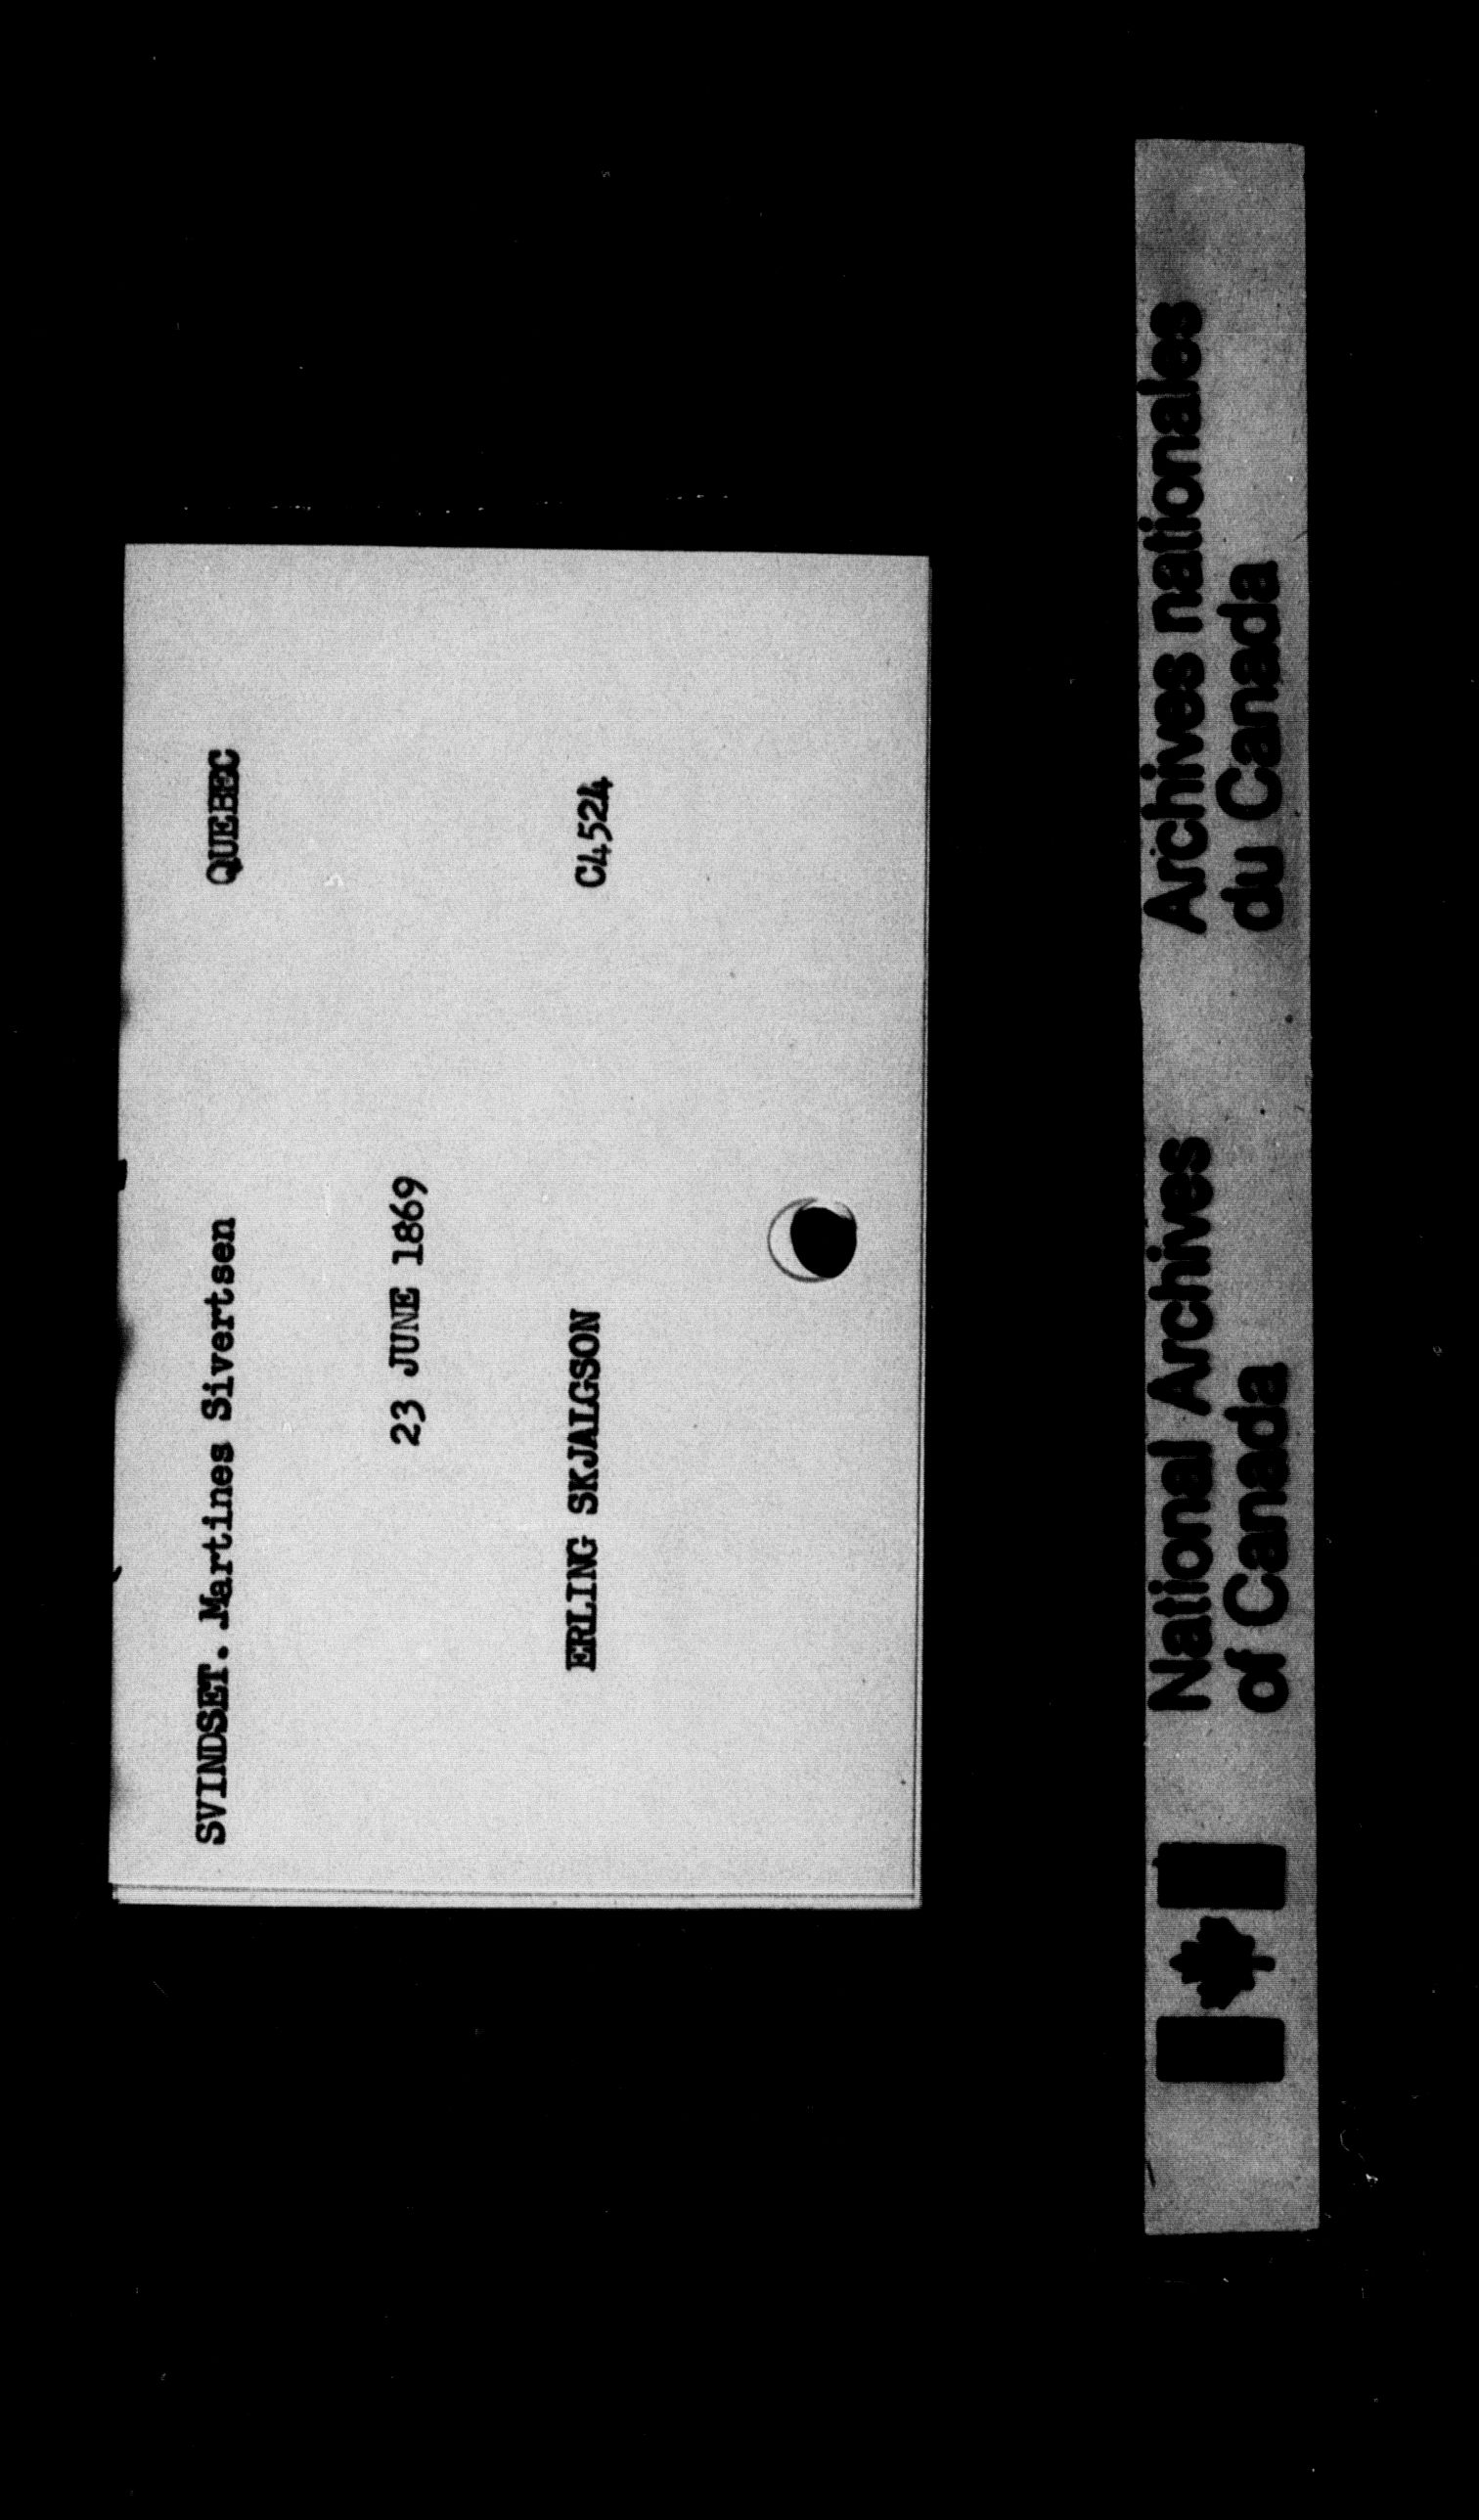 SVINDSET. Martines Sivertsen QUEBEC
23 JUNE 1869
ERLING SKJALGSON C4524
National Archives Archives nationales
of Canada du Canada